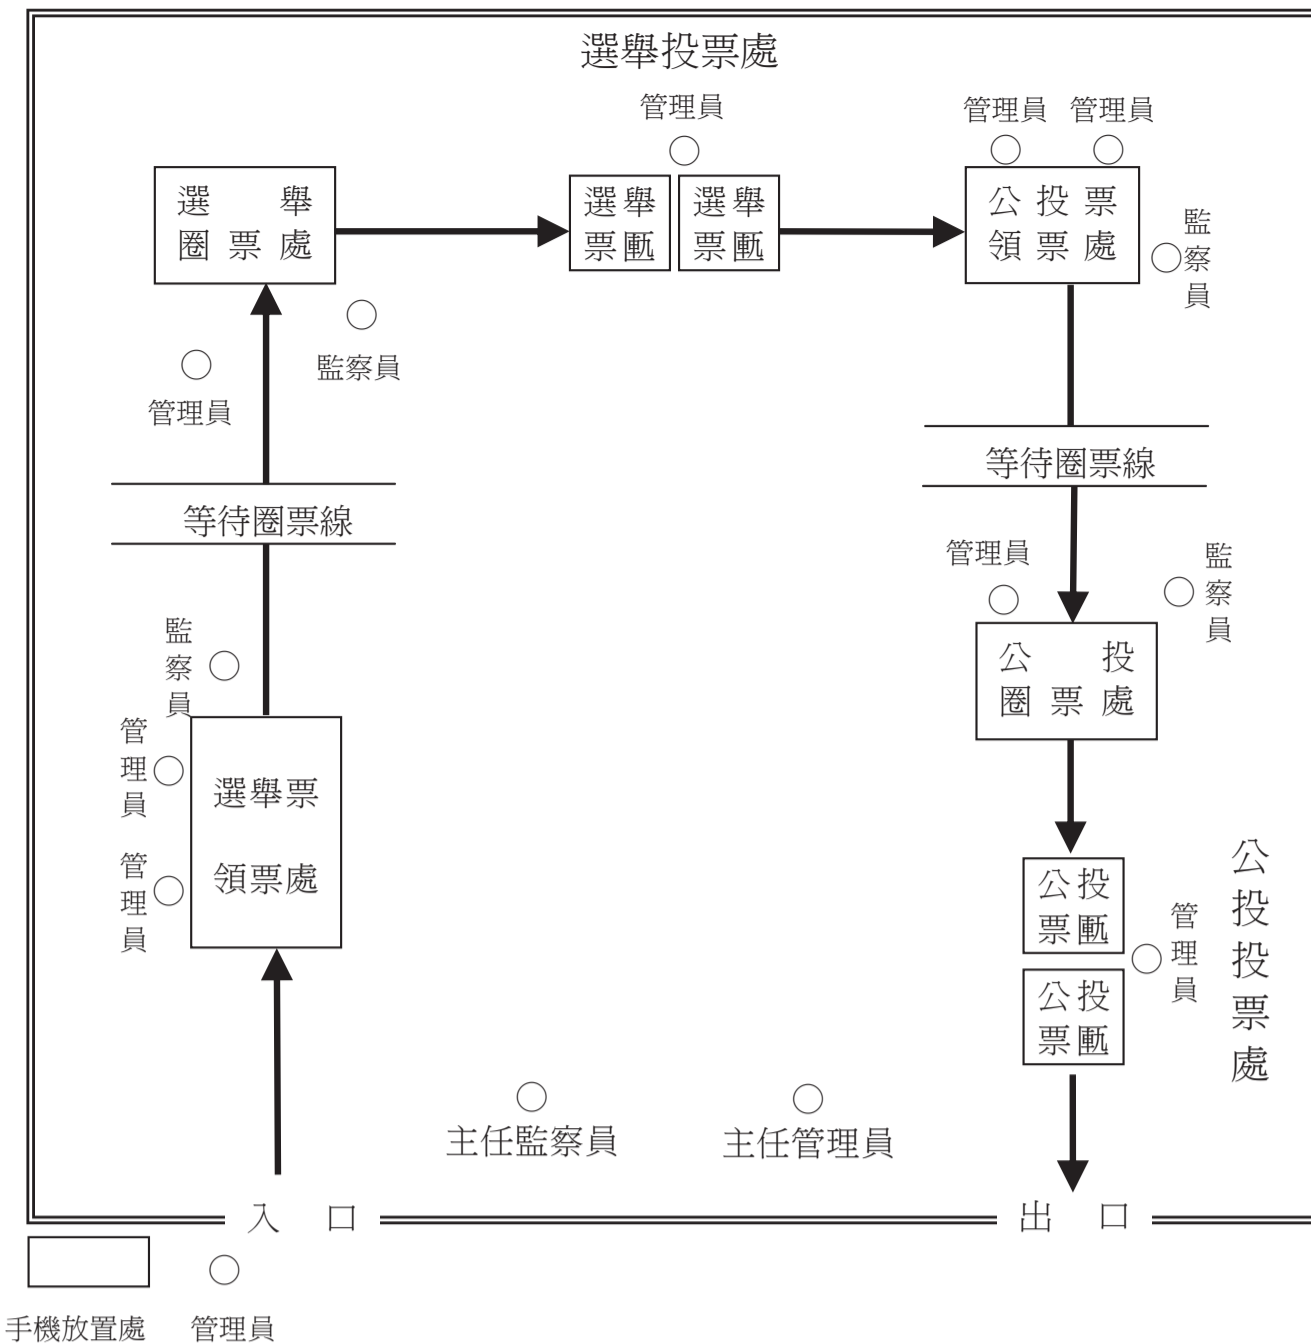 選舉投票處
管理員
管理員
管理員
選舉
圈票處
選舉
票匭
選舉
票匭
公投票
領票處
監察員
監察員
管理員
等待圈票線
等待圈票線
管理員
監察員
公投
圈票處
監察員
管理員
選舉票
領票處
管理員
公投
票匭
管理員
公投
票匭
公投投票處
主任監察員
主任管理員
入口
出口
手機放置處
管理員